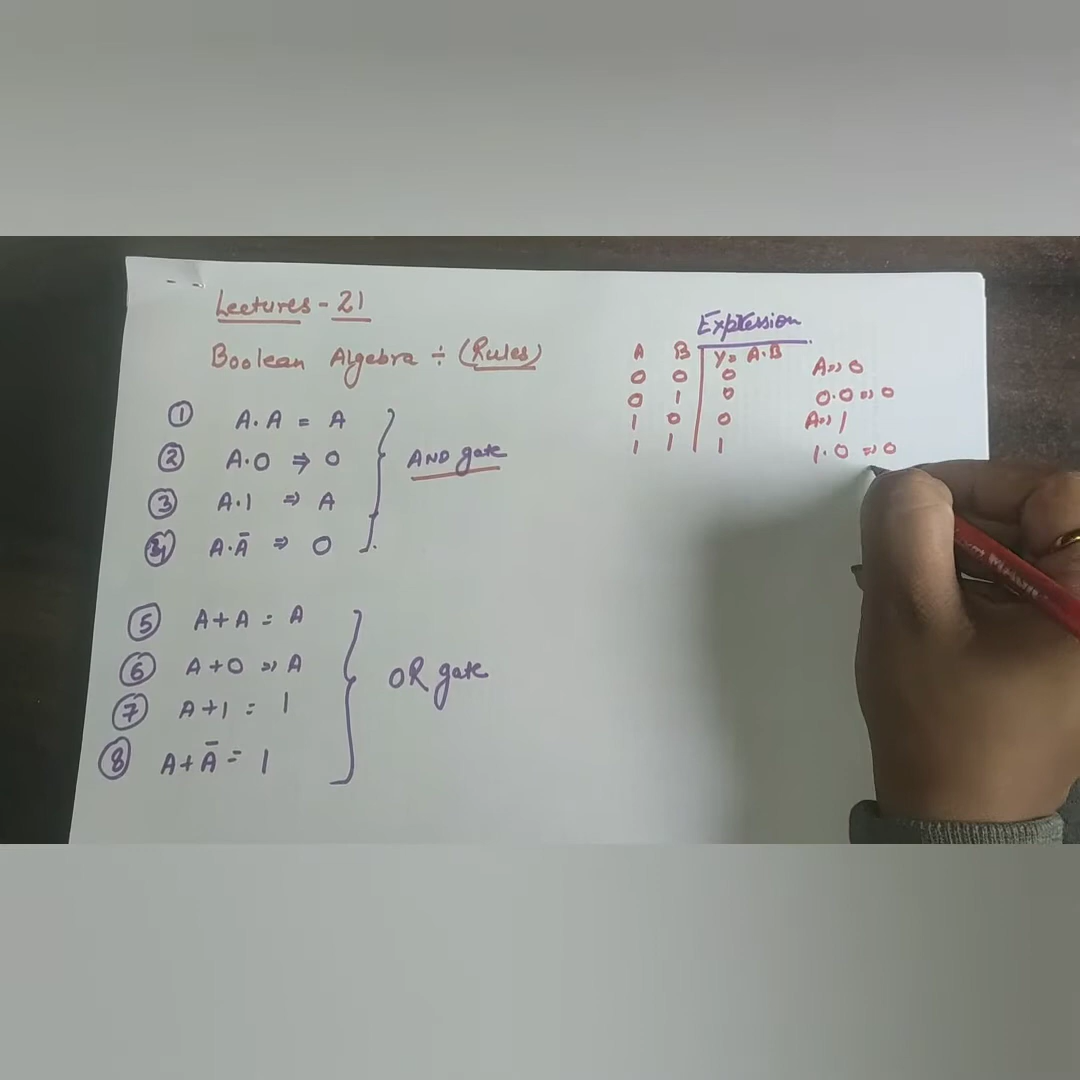 Lectures - 21
Boolean Algebra ÷ (Rules)
① A.A = A
② A.0 ⇒ 0
③ A.1 ⇒ A
④ A.Ā ⇒ 0
AND gate
⑤ A+A = A
⑥ A+0 ⇒ A
⑦ A+1 = 1
⑧ A+Ā = 1
OR gate
Expression
A B Y= A.B
0 0 0
0 1 0
1 0 0
1 1 1
A⇒ 0
0.0 ⇒ 0
A⇒ 1
1.0 ⇒ 0